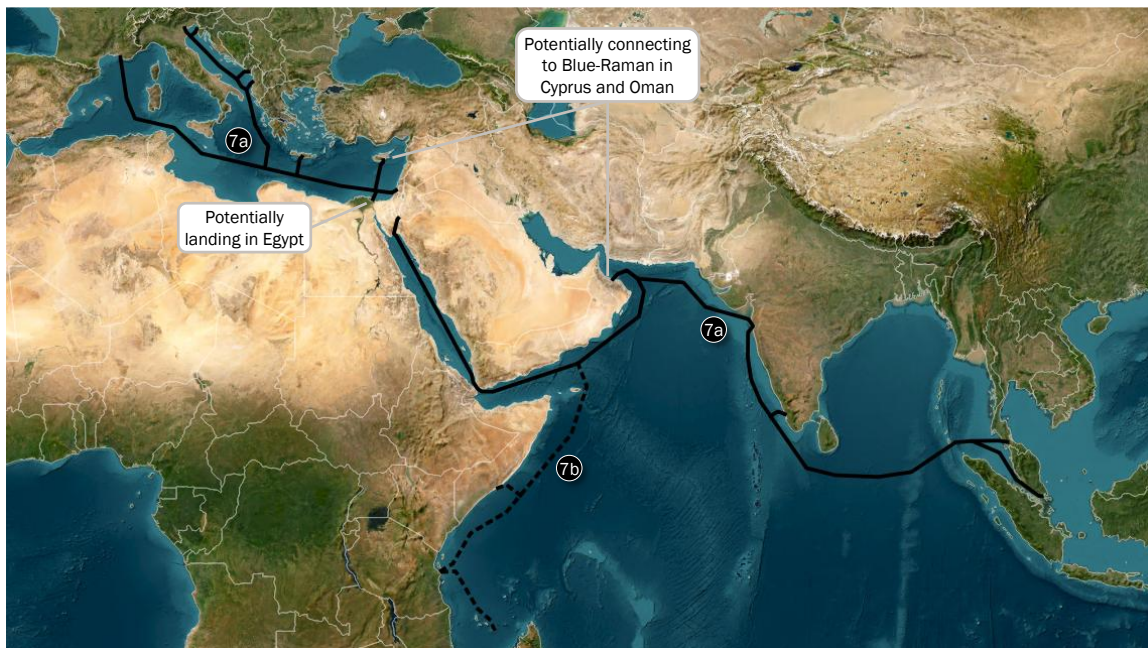 Potentially connecting
to Blue-Raman in
Cyprus and Oman
7a
Potentially
landing in Egypt
7a
7b